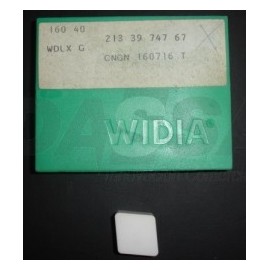 160 40
213 39 747 67
WDLX G
CNGN 160716 T
WIDIA®